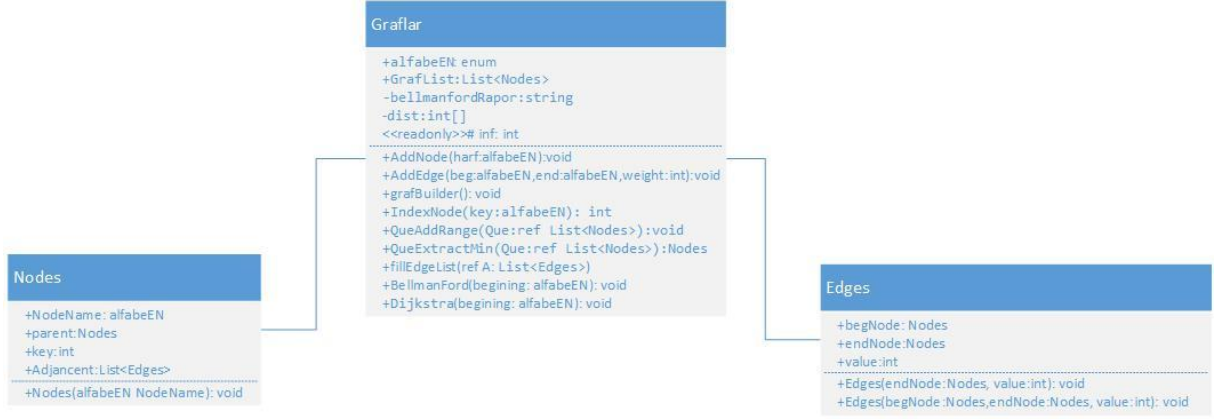 Graflar
+alfabeEN: enum
+GrafList:List<Nodes>
-bellmanfordRapor:string
-dist:int[]
<<readonly>># inf: int
+AddNode(harf:alfabeEN):void
+AddEdge(beg:alfabeEN,end:alfabeEN,weight:int):void
+grafBuilder(): void
+IndexNode(key:alfabeEN): int
+QueAddRange(Que:ref List<Nodes>):void
+QueExtractMin(Que:ref List<Nodes>):Nodes
+fillEdgeList(ref A: List<Edges>)
+BellmanFord(begining: alfabeEN): void
+Dijkstra(begining: alfabeEN): void
Nodes
+NodeName: alfabeEN
+parent:Nodes
+key:int
+Adjancent:List<Edges>
+Nodes(alfabeEN NodeName): void
Edges
+begNode: Nodes
+endNode:Nodes
+value:int
+Edges(endNode:Nodes, value:int): void
+Edges(begNode:Nodes,endNode:Nodes, value:int): void